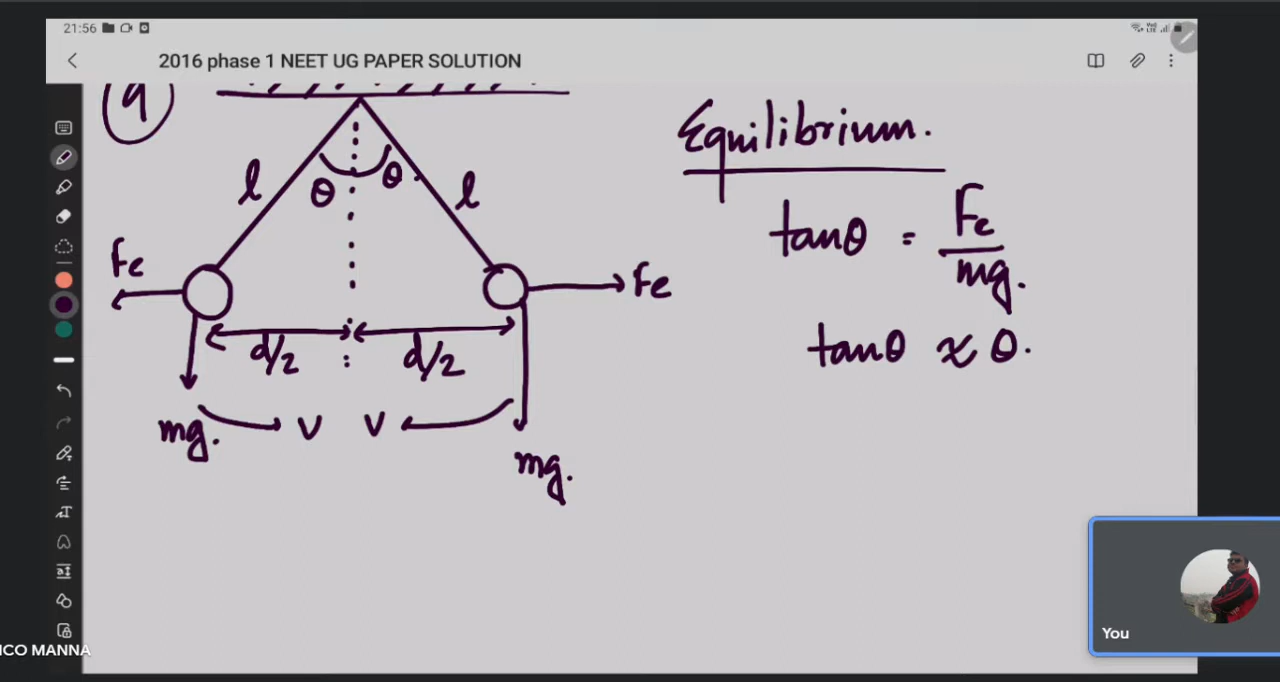 21:56
2016 phase 1 NEET UG PAPER SOLUTION
9
Equilibrium.
l θ θ l
tanθ = Fe/mg.
Fe Fe
d/2 d/2
tanθ ≈ θ.
mg. V V
mg.
You
ICO MANNA